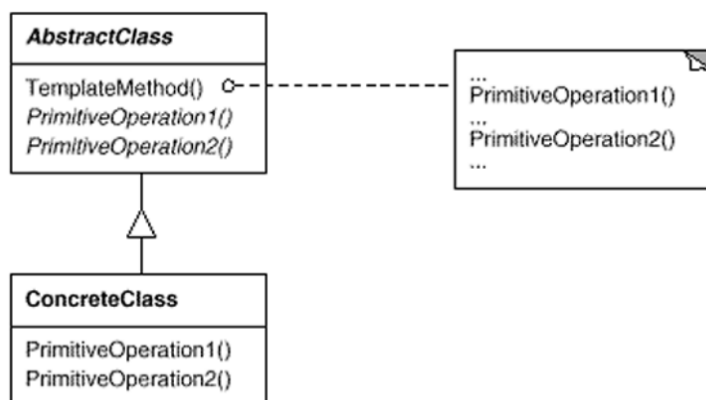 AbstractClass
TemplateMethod()
PrimitiveOperation1()
PrimitiveOperation2()
...
PrimitiveOperation1()
...
PrimitiveOperation2()
...
ConcreteClass
PrimitiveOperation1()
PrimitiveOperation2()